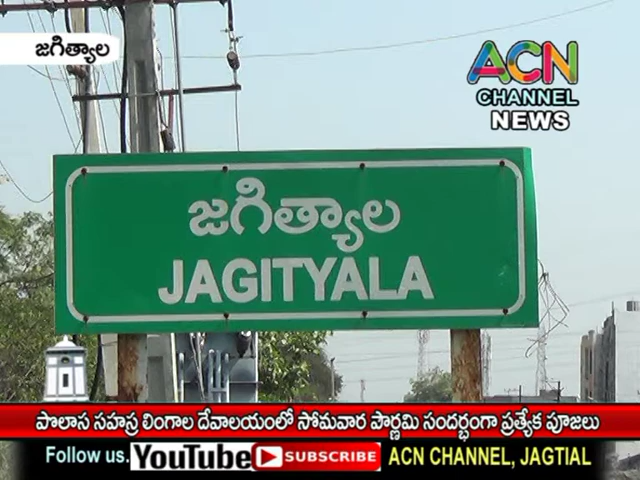 జగిత్యాల
ACN
CHANNEL
NEWS
జగిత్యాల
JAGITYALA
పొలాస సహస్ర లింగాల దేవాలయంలో సోమవార పౌర్ణమి సందర్భంగా ప్రత్యేక పూజలు
Follow us. YouTube SUBSCRIBE ACN CHANNEL, JAGTIAL